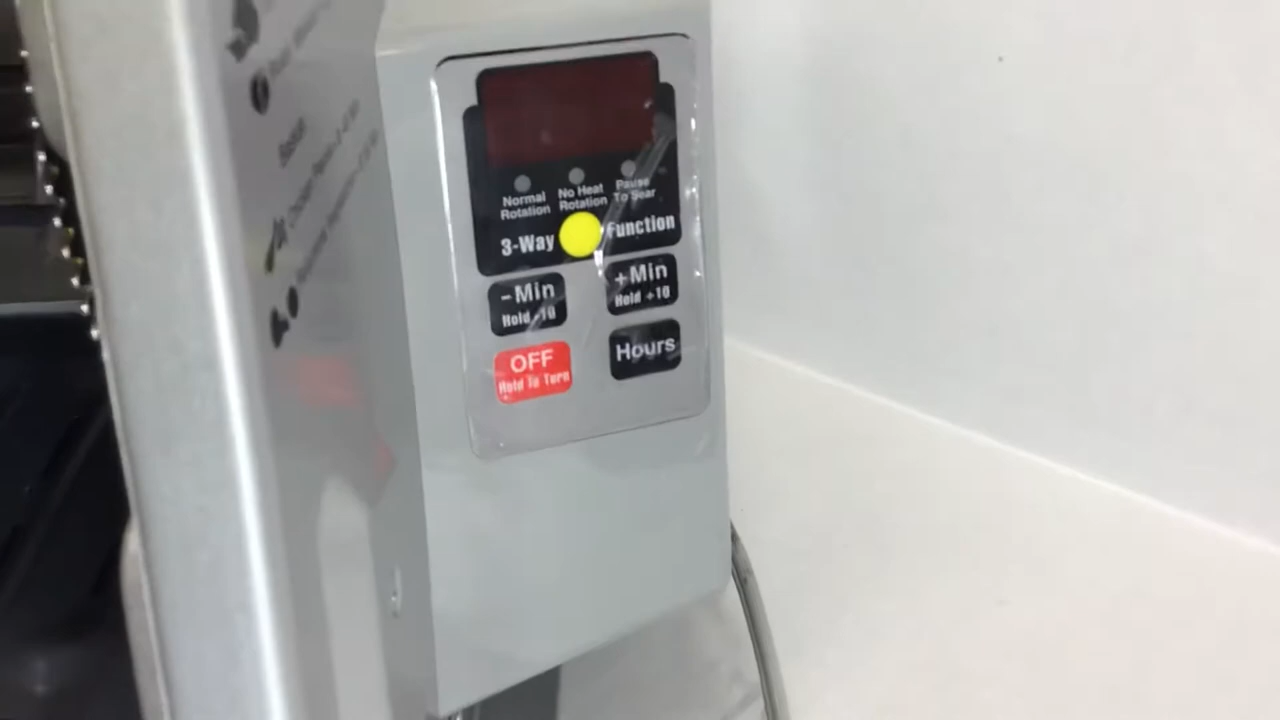 Normal
Rotation
No Heat
Rotation
Pause
To Sear
3-Way Function
-Min
Hold -10
+Min
Hold +10
OFF
Hold To Turn
Hours